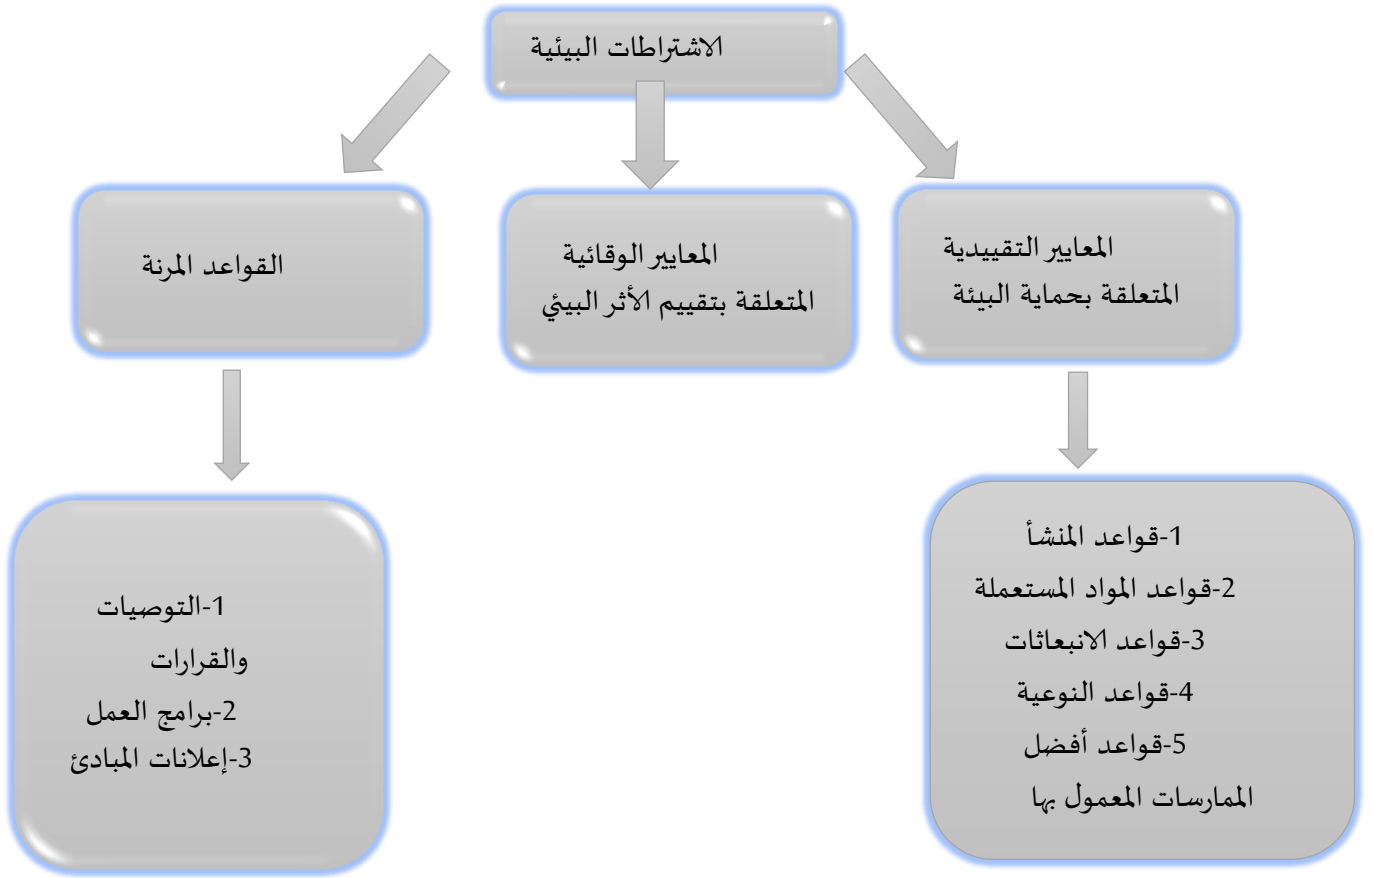 الاشتراطات البيئية
المعايير التقييدية
المتعلقة بحماية البيئة
المعايير الوقائية
المتعلقة بتقييم الأثر البيئي
القواعد المرنة
1-قواعد المنشأ
2-قواعد المواد المستعملة
3-قواعد الانبعاثات
4-قواعد النوعية
5-قواعد أفضل
الممارسات المعمول بها
1-التوصيات
والقرارات
2-برامج العمل
3-إعلانات المبادئ